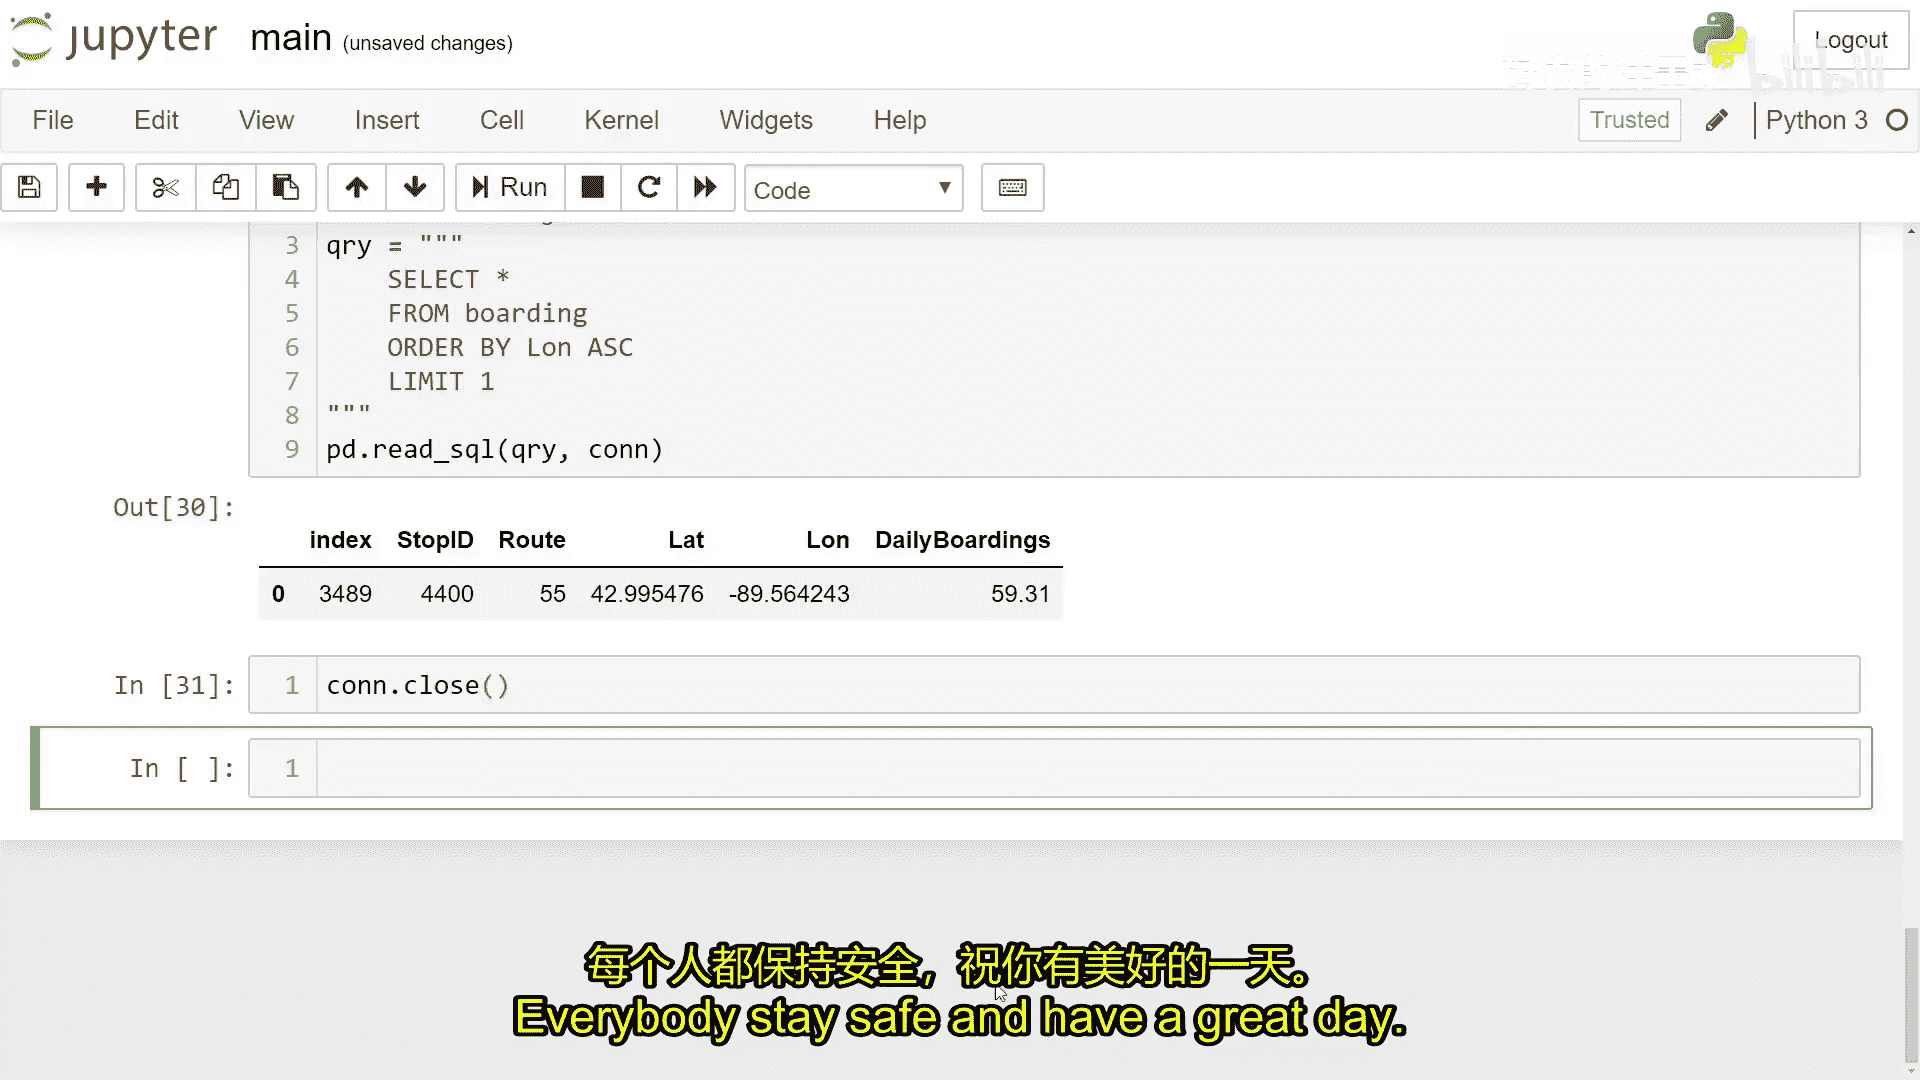 jupyter main (unsaved changes)
Logout
bilibili
File Edit View Insert Cell Kernel Widgets Help
Trusted Python 3
Run Code
3 qry = """
4 SELECT *
5 FROM boarding
6 ORDER BY Lon ASC
7 LIMIT 1
8 """
9 pd.read_sql(qry, conn)
Out[30]:
index StopID Route Lat Lon DailyBoardings
0 3489 4400 55 42.995476 -89.564243 59.31
In [31]: 1 conn.close()
In [ ]: 1
每个人都保持安全，祝你有美好的一天。
Everybody stay safe and have a great day.